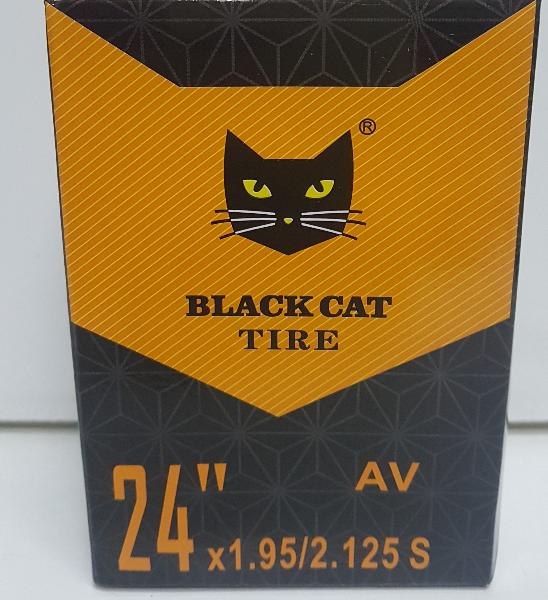 ®
BLACK CAT
TIRE
AV
24" x1.95/2.125 S